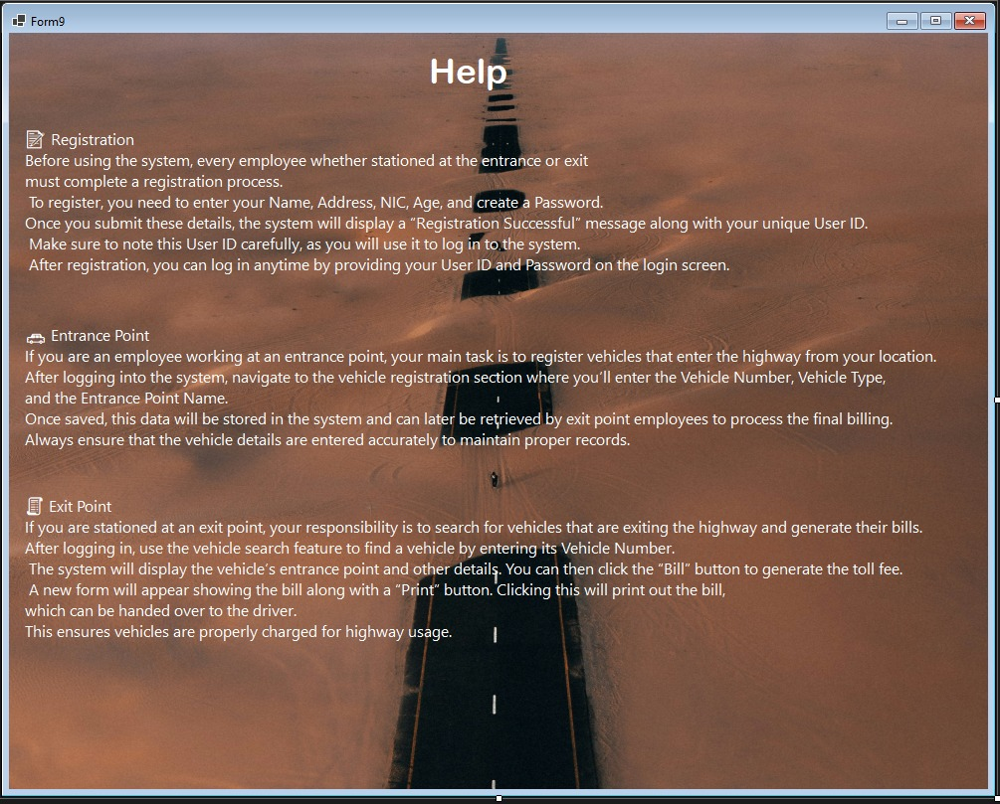 Form9
Help
📝 Registration
Before using the system, every employee whether stationed at the entrance or exit
must complete a registration process.
To register, you need to enter your Name, Address, NIC, Age, and create a Password.
Once you submit these details, the system will display a “Registration Successful” message along with your unique User ID.
Make sure to note this User ID carefully, as you will use it to log in to the system.
After registration, you can log in anytime by providing your User ID and Password on the login screen.
🚗 Entrance Point
If you are an employee working at an entrance point, your main task is to register vehicles that enter the highway from your location.
After logging into the system, navigate to the vehicle registration section where you’ll enter the Vehicle Number, Vehicle Type,
and the Entrance Point Name.
Once saved, this data will be stored in the system and can later be retrieved by exit point employees to process the final billing.
Always ensure that the vehicle details are entered accurately to maintain proper records.
🧾 Exit Point
If you are stationed at an exit point, your responsibility is to search for vehicles that are exiting the highway and generate their bills.
After logging in, use the vehicle search feature to find a vehicle by entering its Vehicle Number.
The system will display the vehicle’s entrance point and other details. You can then click the “Bill” button to generate the toll fee.
A new form will appear showing the bill along with a “Print” button. Clicking this will print out the bill,
which can be handed over to the driver.
This ensures vehicles are properly charged for highway usage.